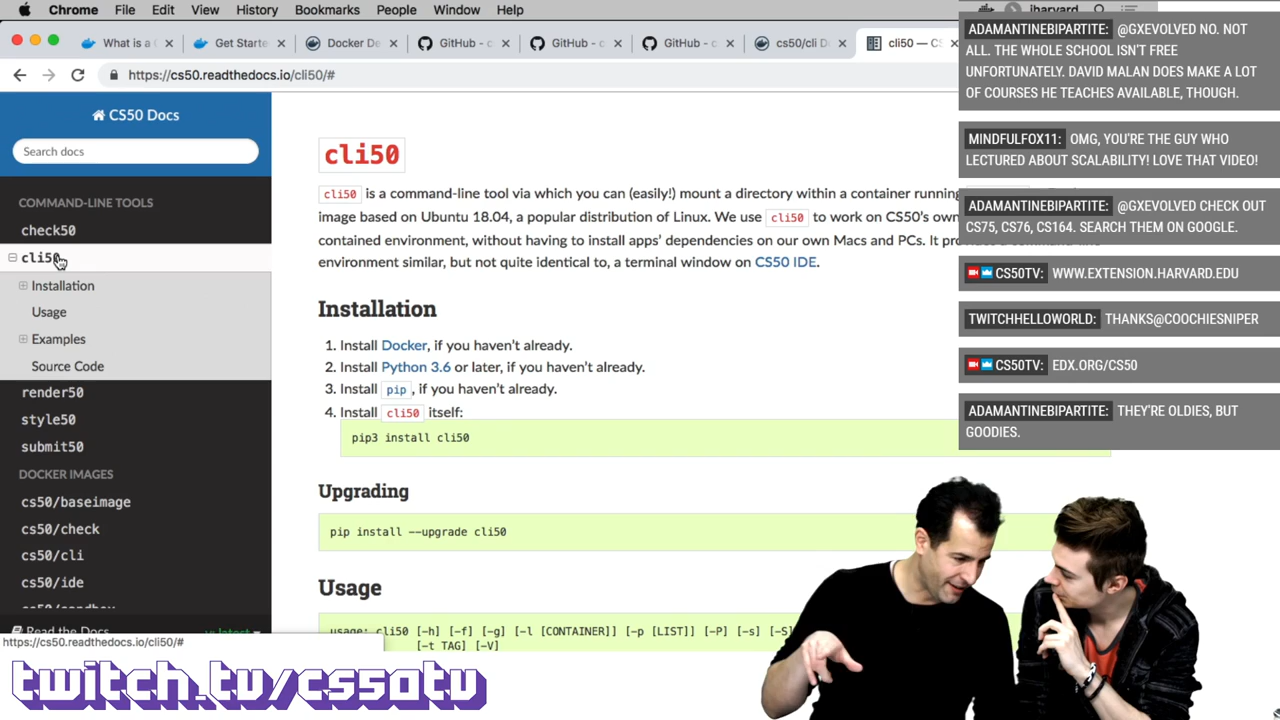 iharvard File Edit View History Bookmarks People Window Help iharvard
What is a Get Starte Docker De GitHub - GitHub - GitHub - cs50/cli D cli50 — CS
https://cs50.readthedocs.io/cli50/#
CS50 Docs
Search docs
COMMAND-LINE TOOLS
check50
cli50
Installation
Usage
Examples
Source Code
render50
style50
submit50
DOCKER IMAGES
cs50/baseimage
cs50/check
cs50/cli
cs50/ide
cs50/sandbox
Read the Docs
v: latest
https://cs50.readthedocs.io/cli50/#
cli50
cli50 is a command-line tool via which you can (easily!) mount a directory within a container running
image based on Ubuntu 18.04, a popular distribution of Linux. We use cli50 to work on CS50's own
contained environment, without having to install apps' dependencies on our own Macs and PCs. It
environment similar, but not quite identical to, a terminal window on CS50 IDE.
Installation
1. Install Docker, if you haven't already.
2. Install Python 3.6 or later, if you haven't already.
3. Install pip, if you haven't already.
4. Install cli50 itself:
pip3 install cli50
Upgrading
pip install --upgrade cli50
Usage
usage: cli50 [-h] [-f] [-g] [-l [CONTAINER]] [-p [LIST]] [-P] [-s] [-S]
[-t TAG] [-V]
ADAMANTINEBIPARTITE: @GXEVOLVED NO. NOT
ALL. THE WHOLE SCHOOL ISN'T FREE
UNFORTUNATELY. DAVID MALAN DOES MAKE A LOT
OF COURSES HE TEACHES AVAILABLE, THOUGH.
MINDFULFOX11: OMG, YOU'RE THE GUY WHO
LECTURED ABOUT SCALABILITY! LOVE THAT VIDEO!
ADAMANTINEBIPARTITE: @GXEVOLVED CHECK OUT
CS75, CS76, CS164. SEARCH THEM ON GOOGLE.
CS50TV: WWW.EXTENSION.HARVARD.EDU
TWITCHHELLOWORLD: THANKS@COOCHIESNIPER
CS50TV: EDX.ORG/CS50
ADAMANTINEBIPARTITE: THEY'RE OLDIES, BUT
GOODIES.
twitch.tv/cs50tv